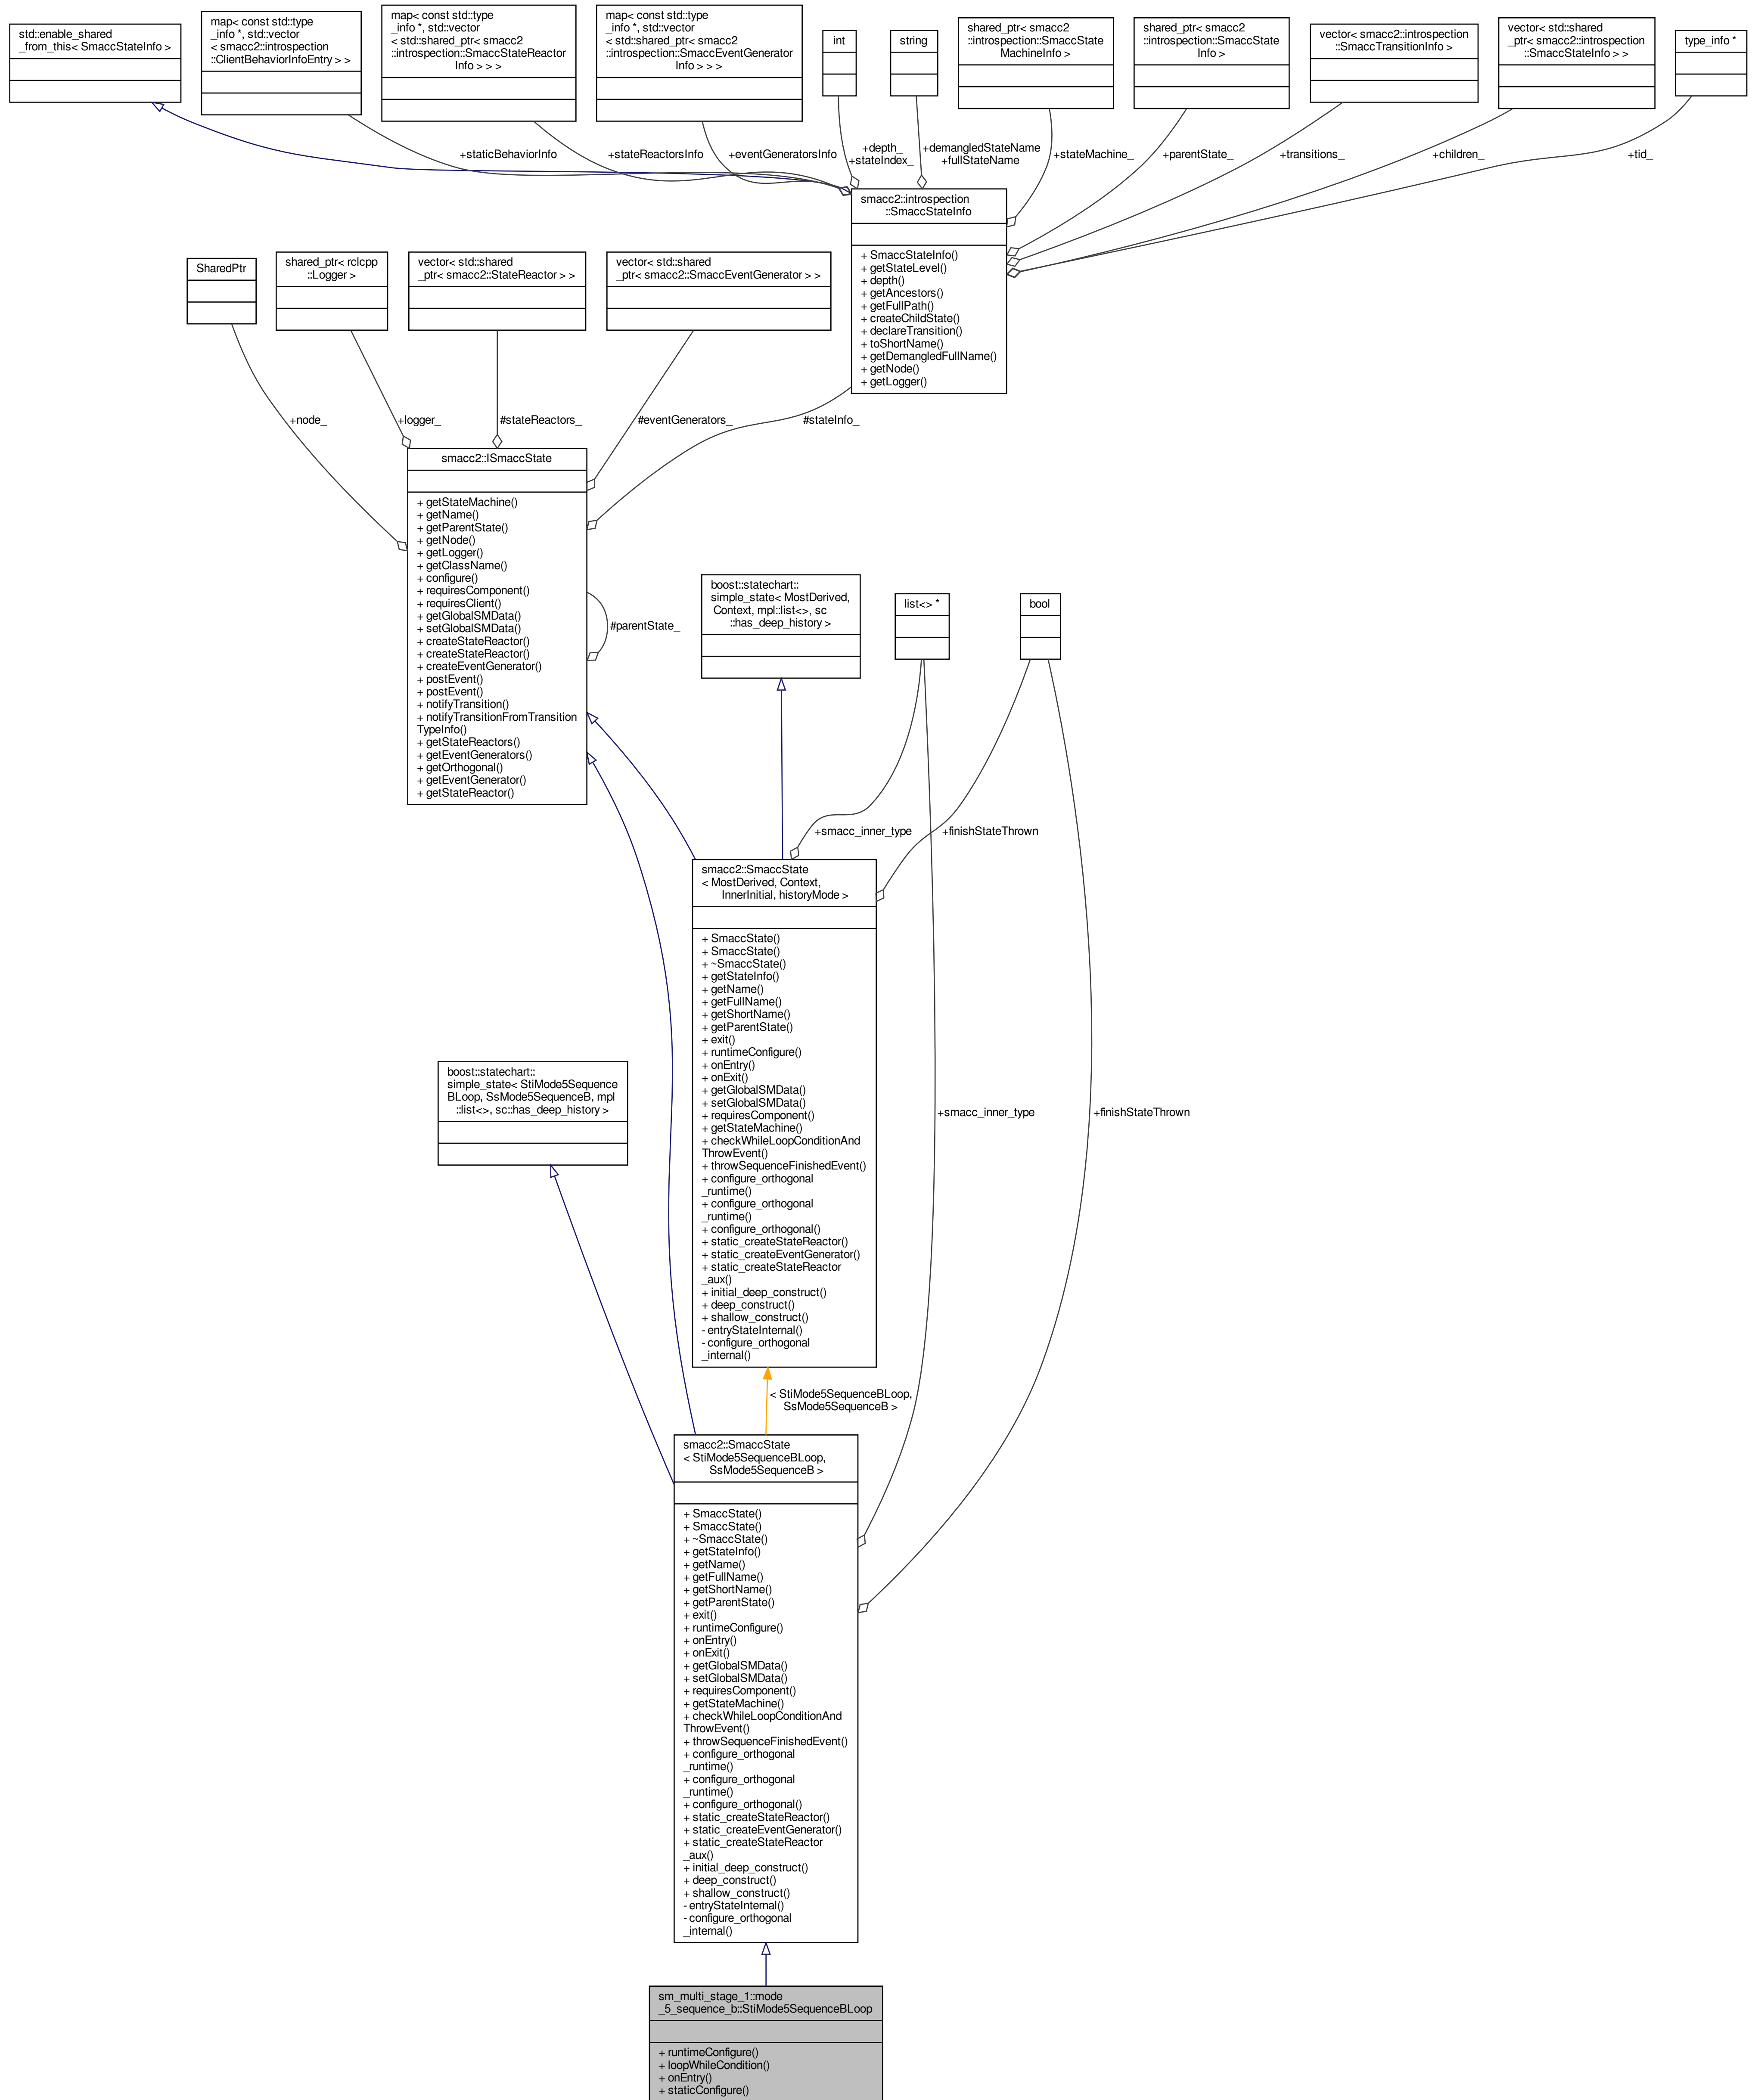 std::enable_shared
_from_this< SmaccStateInfo >
map< const std::type
_info *, std::vector
< smacc2::introspection
::ClientBehaviorInfoEntry > >
map< const std::type
_info *, std::vector
< std::shared_ptr< smacc2
::introspection::SmaccStateReactor
Info > > >
map< const std::type
_info *, std::vector
< std::shared_ptr< smacc2
::introspection::SmaccEventGenerator
Info > > >
int
string
shared_ptr< smacc2
::introspection::SmaccState
MachineInfo >
shared_ptr< smacc2
::introspection::SmaccState
Info >
vector< smacc2::introspection
::SmaccTransitionInfo >
vector< std::shared
_ptr< smacc2::introspection
::SmaccStateInfo > >
type_info *
+staticBehaviorInfo
+stateReactorsInfo
+eventGeneratorsInfo
+depth_
+stateIndex_
+demangledStateName
+fullStateName
+stateMachine_
+parentState_
+transitions_
+children_
+tid_
smacc2::introspection
::SmaccStateInfo
+ SmaccStateInfo()
+ getStateLevel()
+ depth()
+ getAncestors()
+ getFullPath()
+ createChildState()
+ declareTransition()
+ toShortName()
+ getDemangledFullName()
+ getNode()
+ getLogger()
SharedPtr
shared_ptr< rclcpp
::Logger >
vector< std::shared
_ptr< smacc2::StateReactor > >
vector< std::shared
_ptr< smacc2::SmaccEventGenerator > >
+node_
+logger_
#stateReactors_
#eventGenerators_
#stateInfo_
smacc2::ISmaccState
+ getStateMachine()
+ getName()
+ getParentState()
+ getNode()
+ getLogger()
+ getClassName()
+ configure()
+ requiresComponent()
+ requiresClient()
+ getGlobalSMData()
+ setGlobalSMData()
+ createStateReactor()
+ createStateReactor()
+ createEventGenerator()
+ postEvent()
+ postEvent()
+ notifyTransition()
+ notifyTransitionFromTransition
TypeInfo()
+ getStateReactors()
+ getEventGenerators()
+ getOrthogonal()
+ getEventGenerator()
+ getStateReactor()
#parentState_
boost::statechart::
simple_state< MostDerived,
Context, mpl::list<>, sc
::has_deep_history >
list<> *
bool
+smacc_inner_type
+finishStateThrown
smacc2::SmaccState
< MostDerived, Context,
InnerInitial, historyMode >
+ SmaccState()
+ SmaccState()
+ ~SmaccState()
+ getStateInfo()
+ getName()
+ getFullName()
+ getShortName()
+ getParentState()
+ exit()
+ runtimeConfigure()
+ onEntry()
+ onExit()
+ getGlobalSMData()
+ setGlobalSMData()
+ requiresComponent()
+ getStateMachine()
+ checkWhileLoopConditionAnd
ThrowEvent()
+ throwSequenceFinishedEvent()
+ configure_orthogonal
_runtime()
+ configure_orthogonal
_runtime()
+ configure_orthogonal()
+ static_createStateReactor()
+ static_createEventGenerator()
+ static_createStateReactor
_aux()
+ initial_deep_construct()
+ deep_construct()
+ shallow_construct()
- entryStateInternal()
- configure_orthogonal
_internal()
boost::statechart::
simple_state< StiMode5Sequence
BLoop, SsMode5SequenceB, mpl
::list<>, sc::has_deep_history >
+smacc_inner_type
+finishStateThrown
< StiMode5SequenceBLoop,
SsMode5SequenceB >
smacc2::SmaccState
< StiMode5SequenceBLoop,
SsMode5SequenceB >
+ SmaccState()
+ SmaccState()
+ ~SmaccState()
+ getStateInfo()
+ getName()
+ getFullName()
+ getShortName()
+ getParentState()
+ exit()
+ runtimeConfigure()
+ onEntry()
+ onExit()
+ getGlobalSMData()
+ setGlobalSMData()
+ requiresComponent()
+ getStateMachine()
+ checkWhileLoopConditionAnd
ThrowEvent()
+ throwSequenceFinishedEvent()
+ configure_orthogonal
_runtime()
+ configure_orthogonal
_runtime()
+ configure_orthogonal()
+ static_createStateReactor()
+ static_createEventGenerator()
+ static_createStateReactor
_aux()
+ initial_deep_construct()
+ deep_construct()
+ shallow_construct()
- entryStateInternal()
- configure_orthogonal
_internal()
sm_multi_stage_1::mode
_5_sequence_b::StiMode5SequenceBLoop
+ runtimeConfigure()
+ loopWhileCondition()
+ onEntry()
+ staticConfigure()